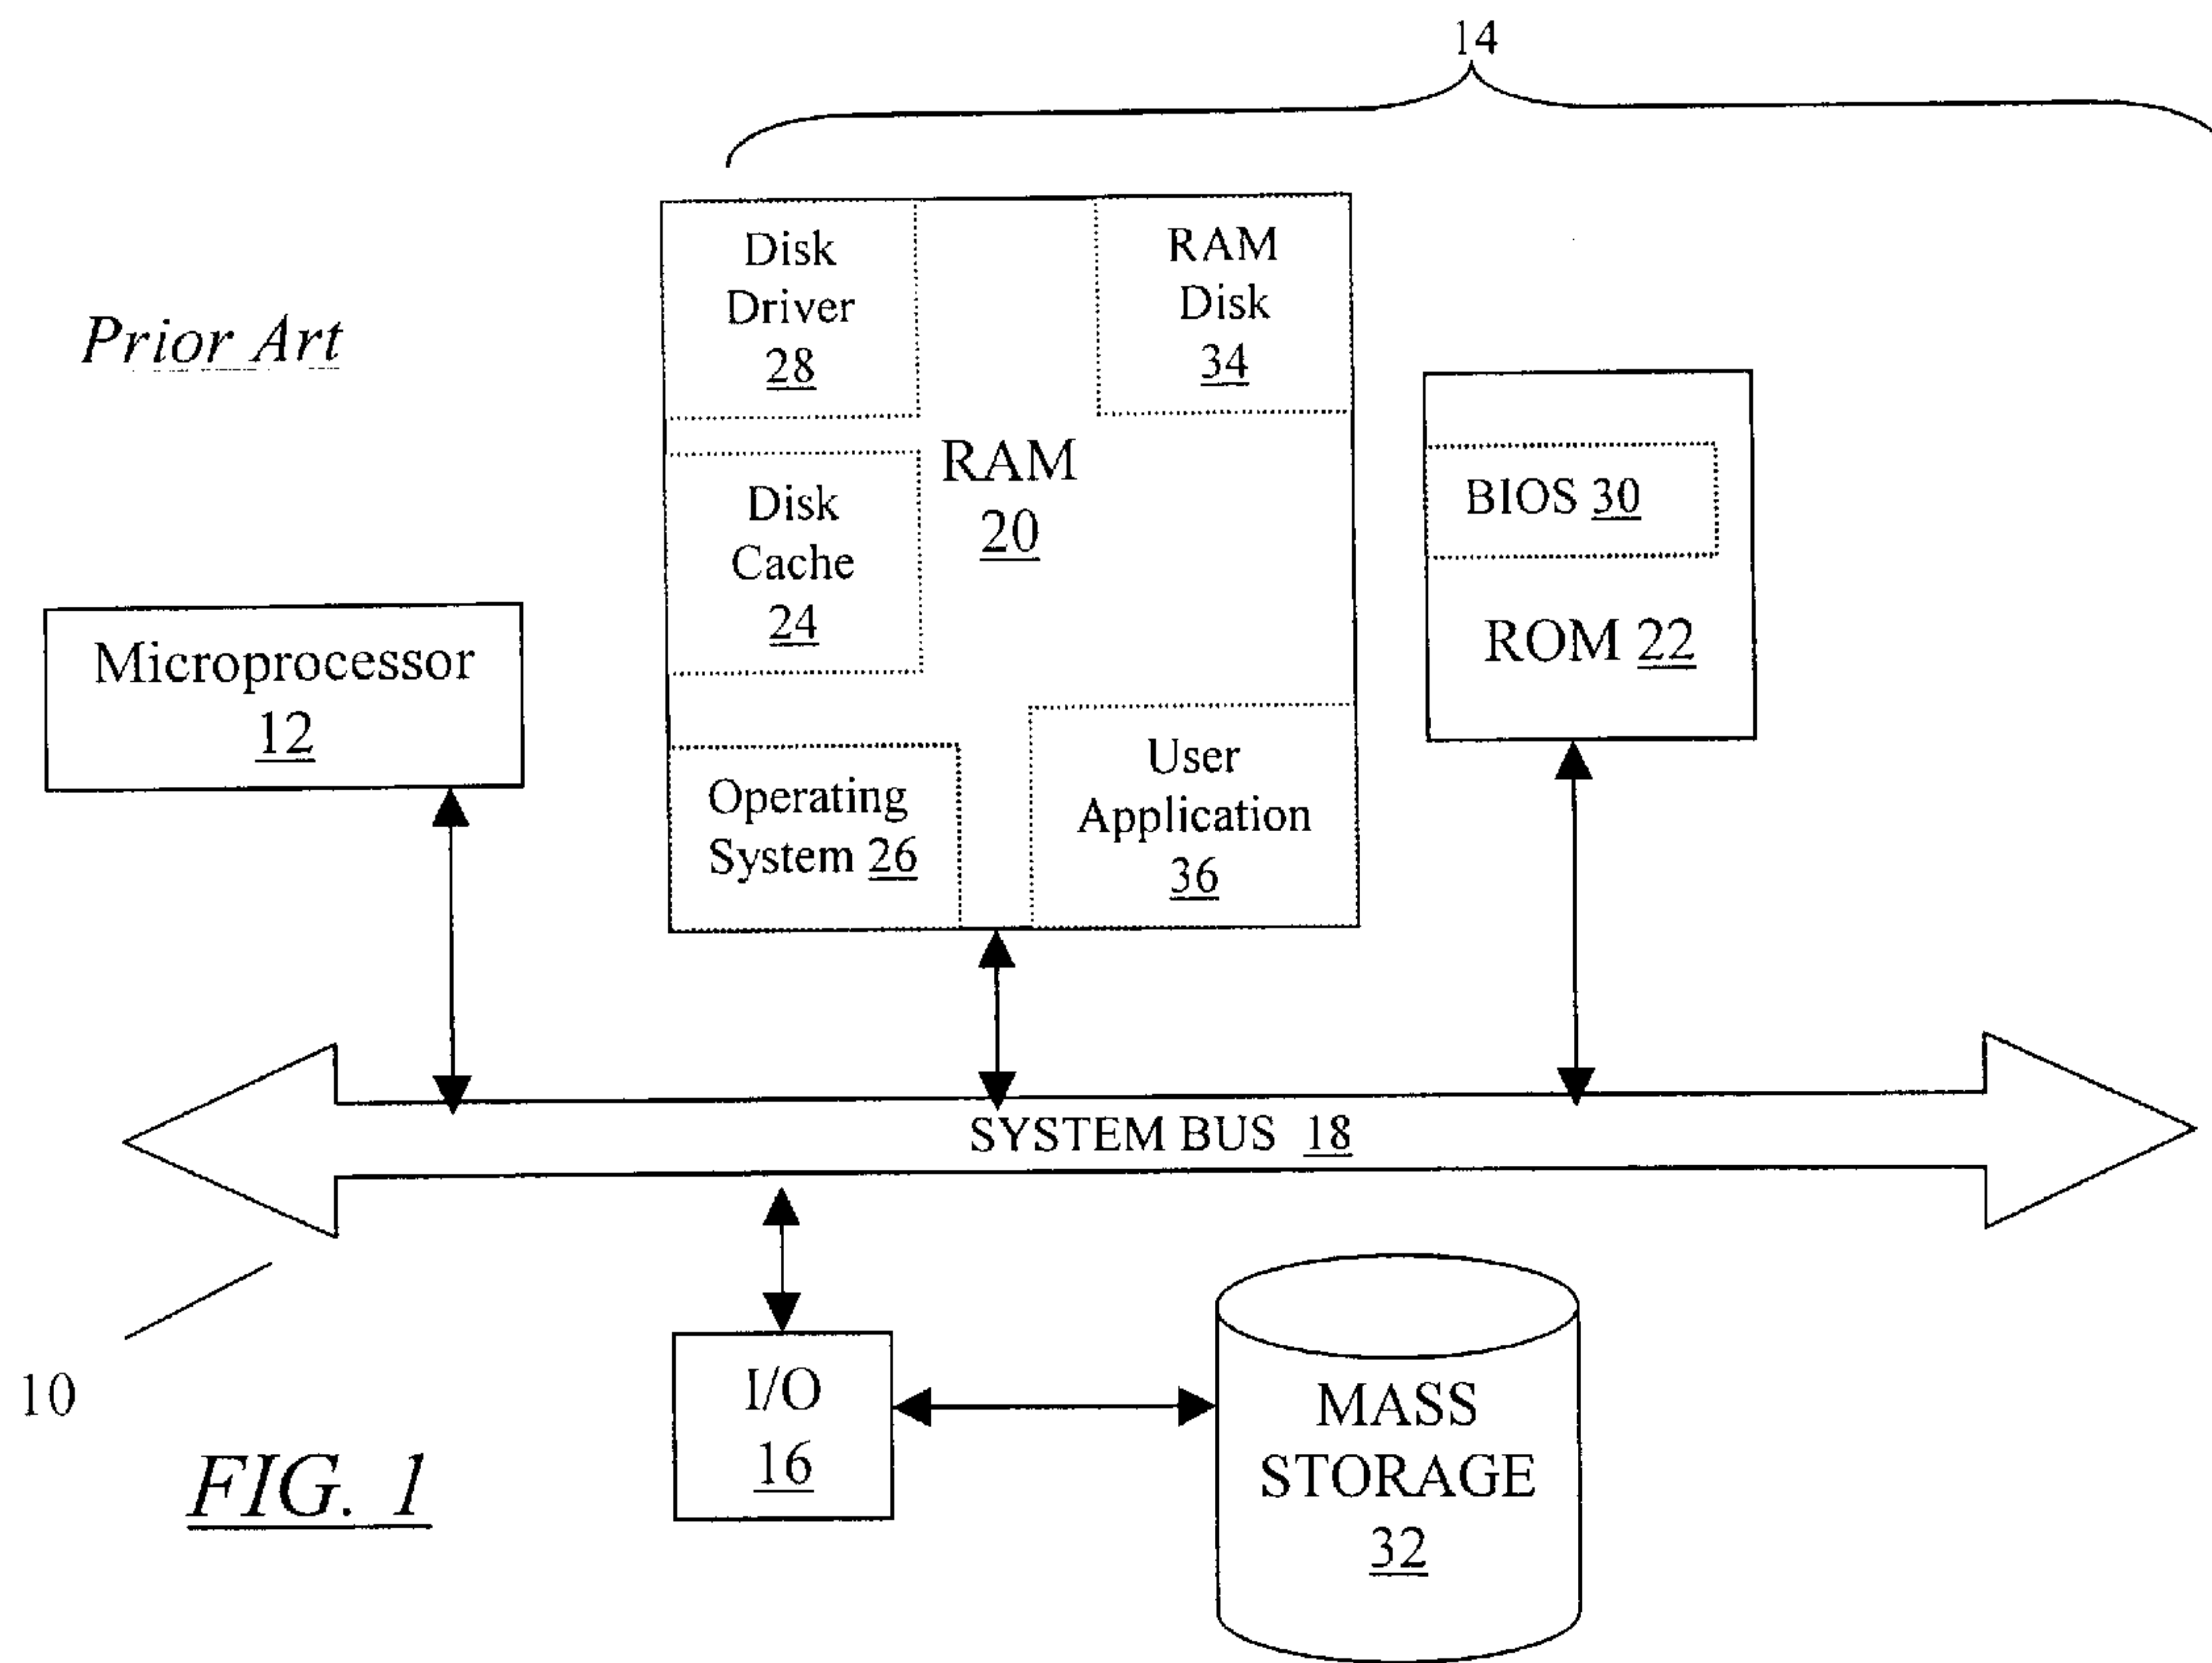 14
Prior Art
Disk
Driver
28
RAM
Disk
34
RAM
20
Disk
Cache
24
BIOS 30
ROM 22
Microprocessor
12
Operating
System 26
User
Application
36
SYSTEM BUS 18
10
I/O
16
MASS
STORAGE
32
FIG. 1